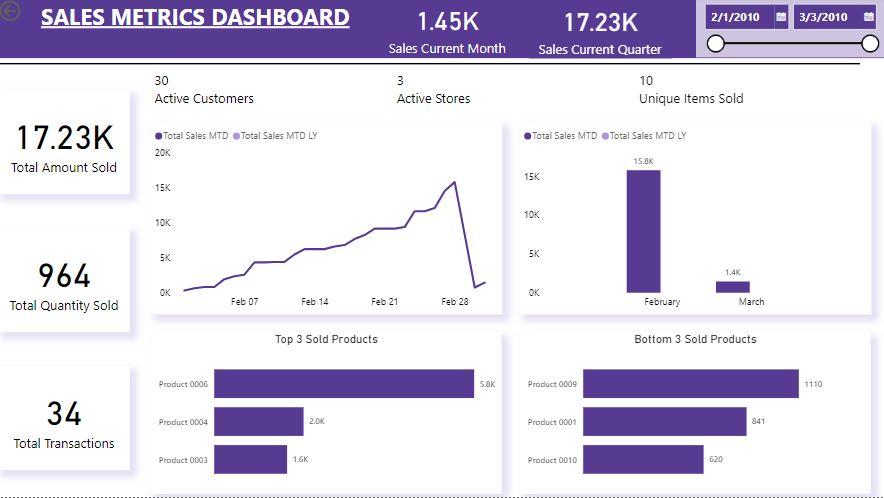 SALES METRICS DASHBOARD
1.45K
Sales Current Month
17.23K
Sales Current Quarter
2/1/2010
3/3/2010
30
Active Customers
3
Active Stores
10
Unique Items Sold
17.23K
Total Amount Sold
964
Total Quantity Sold
34
Total Transactions
Total Sales MTD Total Sales MTD LY
20K
15K
10K
5K
0K
Feb 07 Feb 14 Feb 21 Feb 28
Total Sales MTD Total Sales MTD LY
15K
10K
5K
0K
15.8K
1.4K
February March
Top 3 Sold Products
Product 0006 5.8K
Product 0004 2.0K
Product 0003 1.6K
Bottom 3 Sold Products
Product 0009 1110
Product 0001 841
Product 0010 620